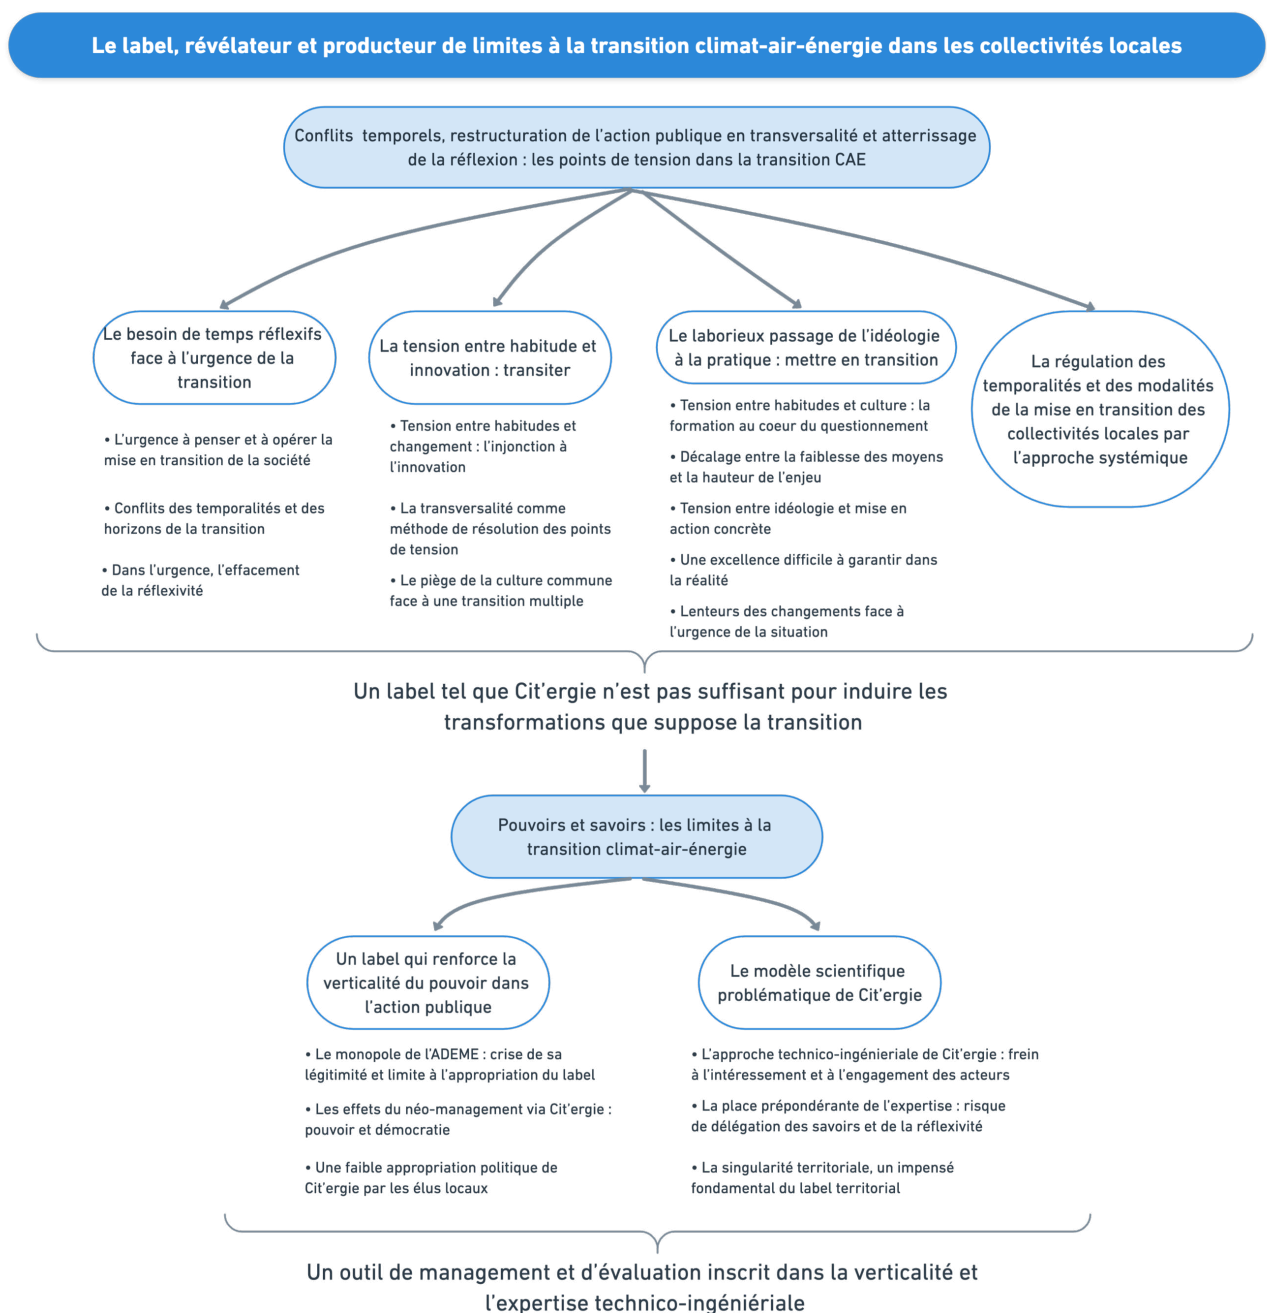 Le label, révélateur et producteur de limites à la transition climat-air-énergie dans les collectivités locales
Conflits temporels, restructuration de l'action publique en transversalité et atterrissage
de la réflexion : les points de tension dans la transition CAE
Le besoin de temps réflexifs
face à l'urgence de la
transition
• L'urgence à penser et à opérer la
mise en transition de la société
• Conflits des temporalités et des
horizons de la transition
• Dans l'urgence, l'effacement
de la réflexivité
La tension entre habitude et
innovation : transiter
• Tension entre habitudes et
changement : l'injonction à
l'innovation
• La transversalité comme
méthode de résolution des points
de tension
• Le piège de la culture commune
face à une transition multiple
Le laborieux passage de l'idéologie
à la pratique : mettre en transition
• Tension entre habitudes et culture : la
formation au coeur du questionnement
• Décalage entre la faiblesse des moyens
et la hauteur de l'enjeu
• Tension entre idéologie et mise en
action concrète
• Une excellence difficile à garantir dans
la réalité
• Lenteurs des changements face à
l'urgence de la situation
La régulation des
temporalités et des modalités
de la mise en transition des
collectivités locales par
l'approche systémique
Un label tel que Cit'ergie n'est pas suffisant pour induire les
transformations que suppose la transition
Pouvoirs et savoirs : les limites à la
transition climat-air-énergie
Un label qui renforce la
verticalité du pouvoir dans
l'action publique
• Le monopole de l'ADEME : crise de sa
légitimité et limite à l'appropriation du label
• Les effets du néo-management via Cit'ergie :
pouvoir et démocratie
• Une faible appropriation politique de
Cit'ergie par les élus locaux
Le modèle scientifique
problématique de Cit'ergie
• L'approche technico-ingénieriale de Cit'ergie : frein
à l'intéressement et à l'engagement des acteurs
• La place prépondérante de l'expertise : risque
de délégation des savoirs et de la réflexivité
• La singularité territoriale, un impensé
fondamental du label territorial
Un outil de management et d'évaluation inscrit dans la verticalité et
l'expertise technico-ingéniériale